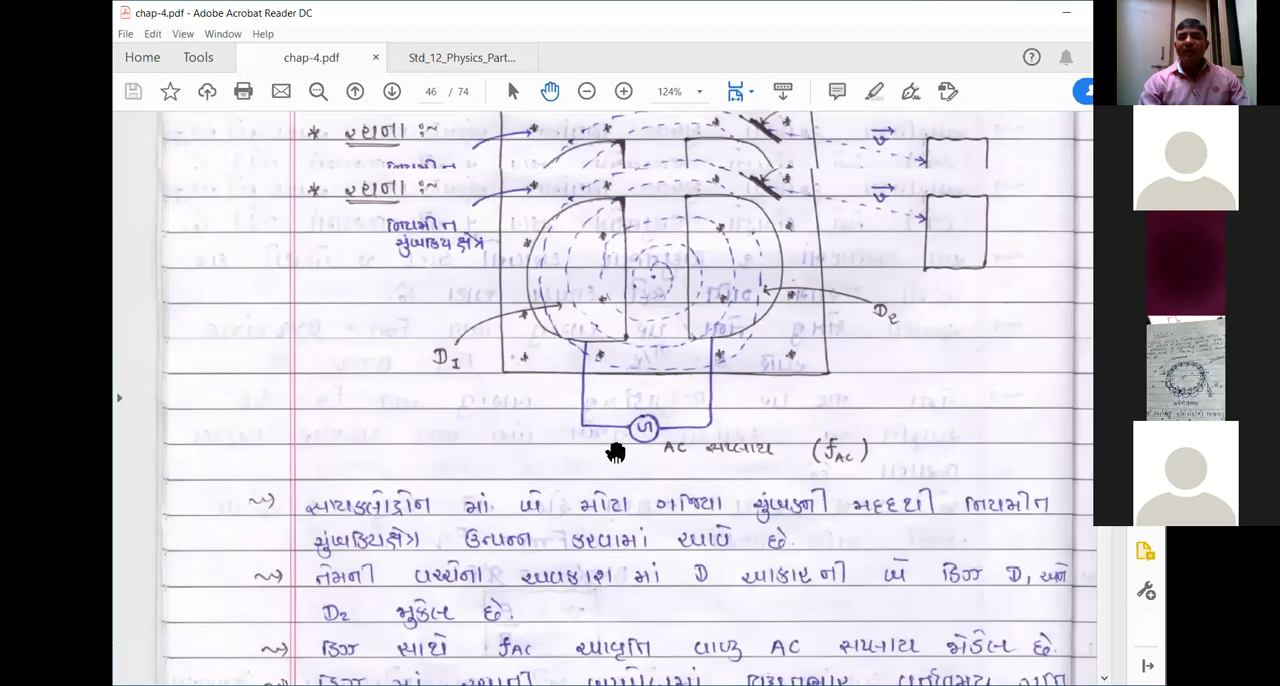 chap-4.pdf - Adobe Acrobat Reader DC
File Edit View Window Help
Home Tools chap-4.pdf × Std_12_Physics_Part...
46 / 74 124%
* રચના :~
* રચના :~
નિયમીત
ચુંબકિય ક્ષેત્ર
v
v
D1
D2
AC સપ્લાય (fAC)
સાયકલોટ્રોન માં બે મોટા ગજિયા ચુંબકની મદદથી નિયમીત
ચુંબકિયક્ષેત્ર ઉત્પન્ન કરવામાં આવે છે.
તેમની વચ્ચેના અવકાશ માં D આકાર ની બે ડિઝ D1 અને
D2 મૂકેલ છે.
ડિઝ સાથે fAC આવૃતિ વાળુ AC સપ્લાય જોડેલ છે.